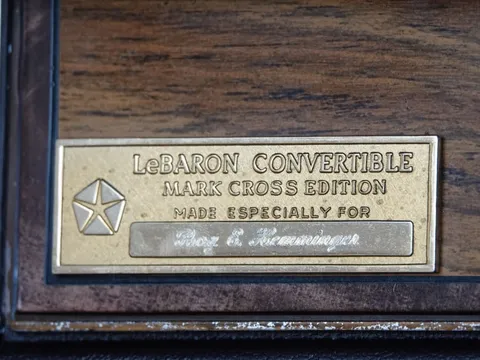 LeBARON CONVERTIBLE
MARK CROSS EDITION
MADE ESPECIALLY FOR